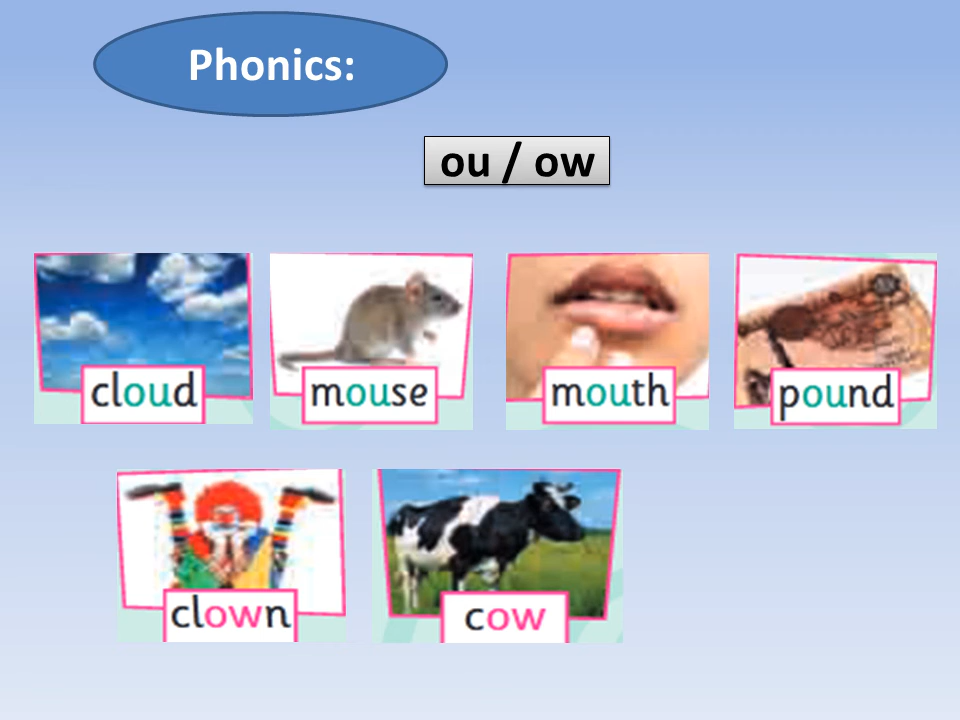 Phonics:
ou / ow
cloud
mouse
mouth
pound
clown
cow